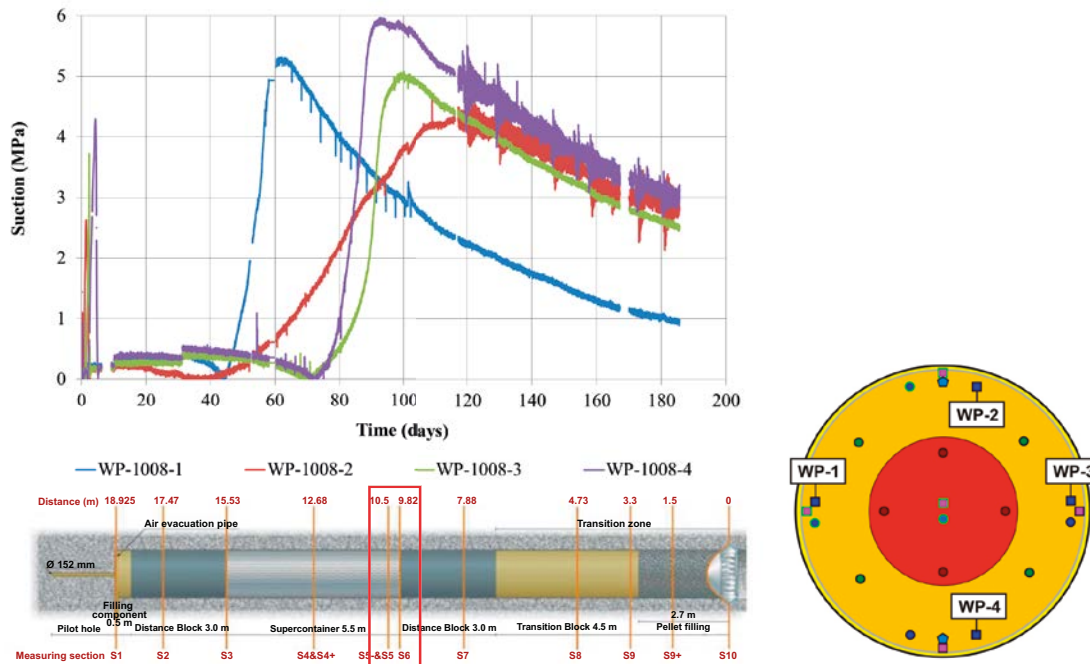 6
5
4
3
2
1
0
Suction (MPa)
0 20 40 60 80 100 120 140 160 180 200
Time (days)
WP-1008-1 WP-1008-2 WP-1008-3 WP-1008-4
Distance (m) 18.925 17.47 15.53 12.68 10.5 9.82 7.88 4.73 3.3 1.5 0
Air evacuation pipe Transition zone
Ø 152 mm
Filling
component
0.5 m
2.7 m
Pilot hole Distance Block 3.0 m Supercontainer 5.5 m Distance Block 3.0 m Transition Block 4.5 m Pellet filling
Measuring section S1 S2 S3 S4&S4+ S5-&S5 S6 S7 S8 S9 S9+ S10
WP-2
WP-1 WP-3
WP-4